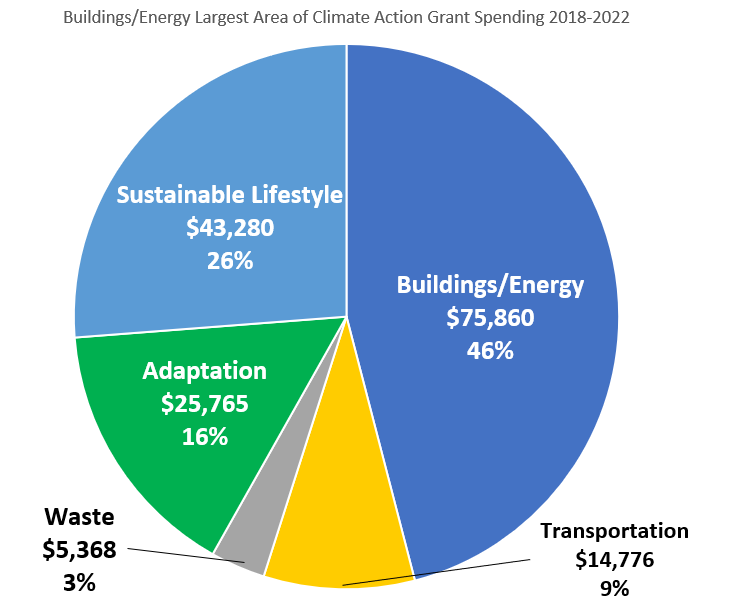 Buildings/Energy Largest Area of Climate Action Grant Spending 2018-2022
Sustainable Lifestyle
$43,280
26%
Buildings/Energy
$75,860
46%
Adaptation
$25,765
16%
Waste
$5,368
3%
Transportation
$14,776
9%